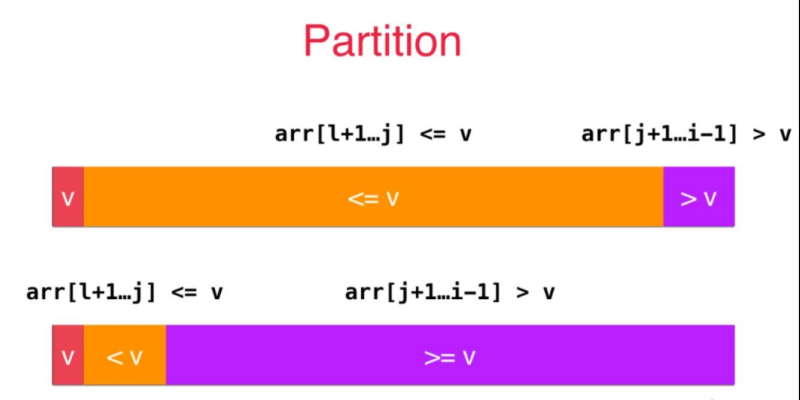 Partition
arr[l+1…j] <= v arr[j+1…i-1] > v
v <= v > v
arr[l+1…j] <= v arr[j+1…i-1] > v
v < v >= v